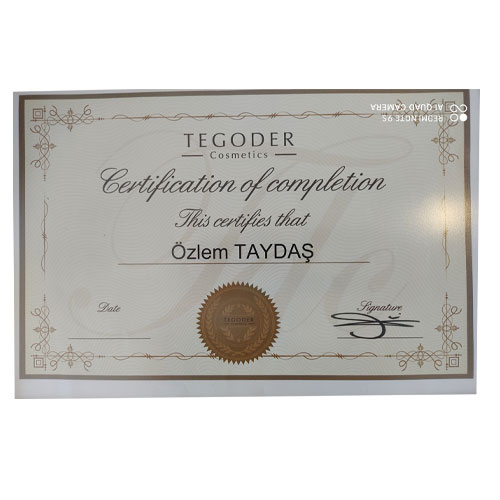 TEGODER
Cosmetics
Certification of completion
This certifies that
Özlem TAYDAŞ
Date
Signature
TEGODER
REDMI NOTE 9S
AI QUAD CAMERA